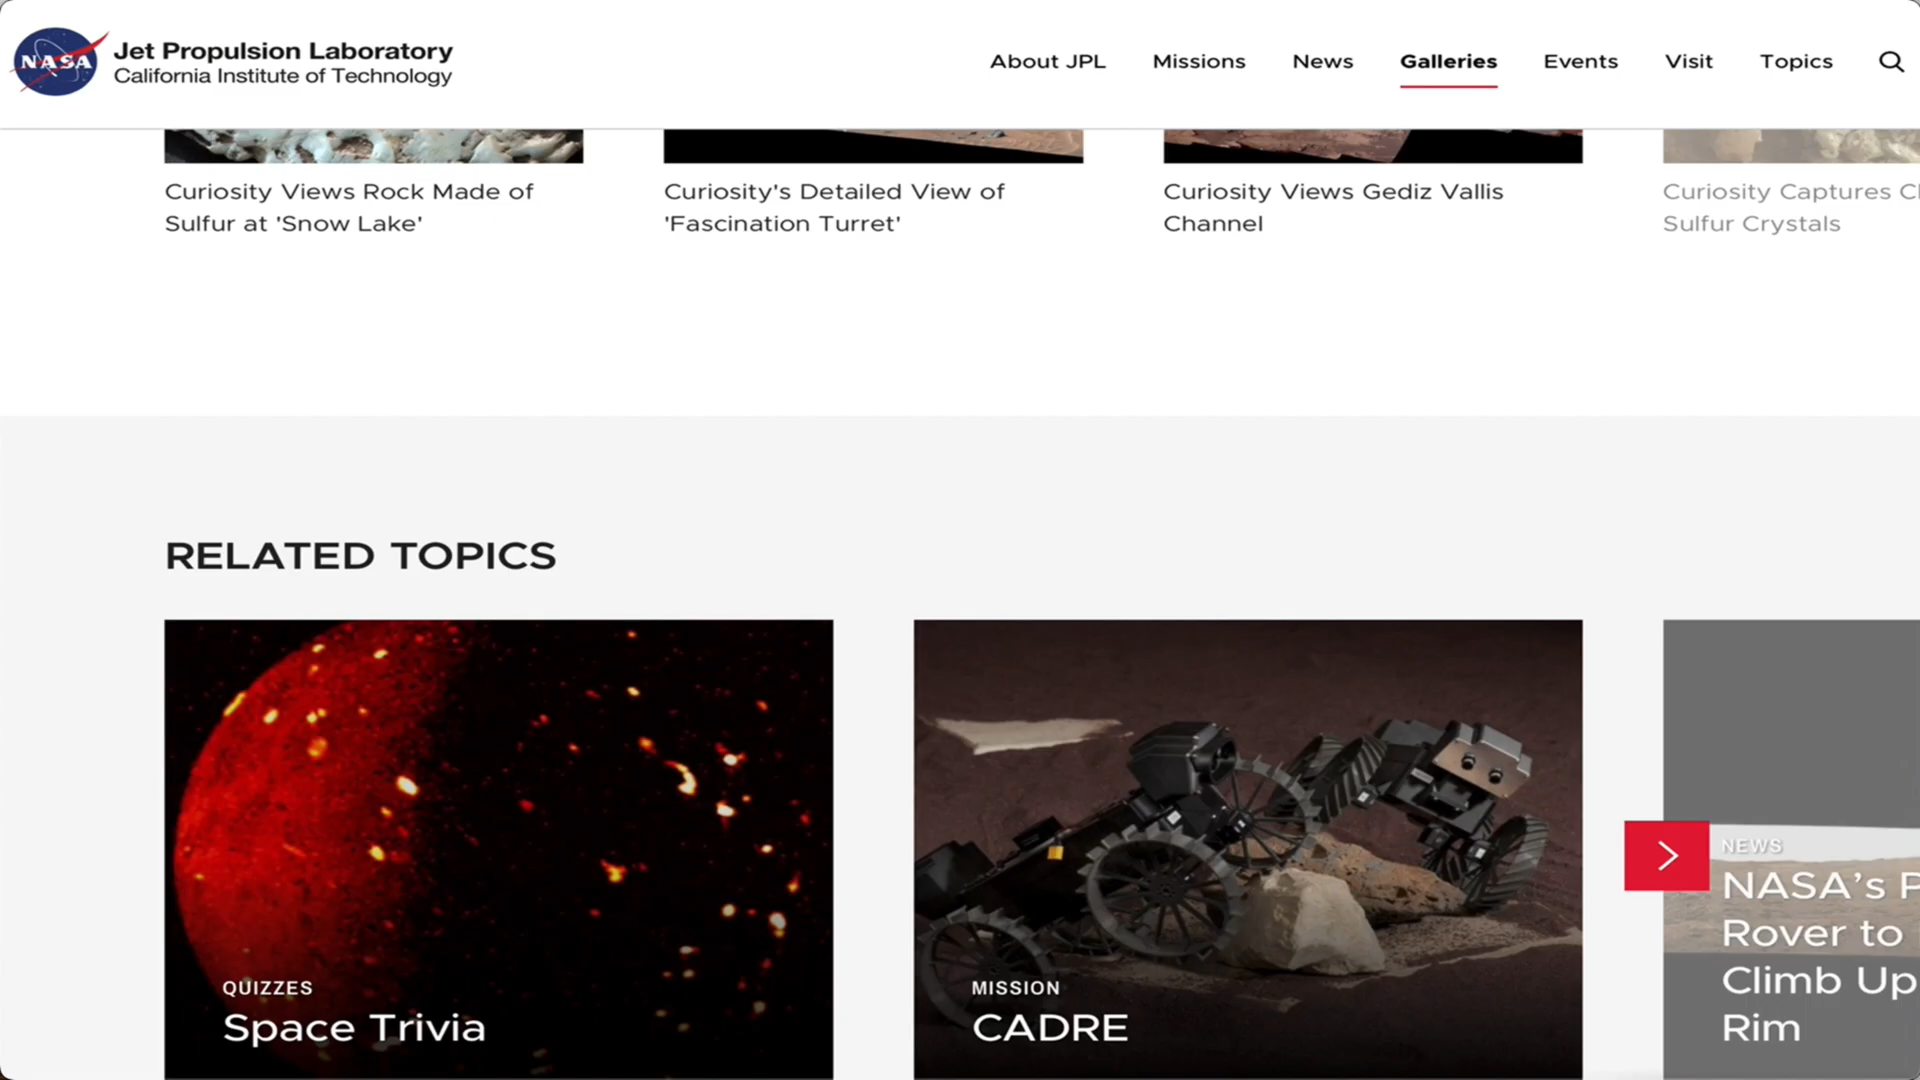 NASA
Jet Propulsion Laboratory
California Institute of Technology
About JPL
Missions
News
Galleries
Events
Visit
Topics
Curiosity Views Rock Made of
Sulfur at 'Snow Lake'
Curiosity's Detailed View of
'Fascination Turret'
Curiosity Views Gediz Vallis
Channel
Curiosity Captures
Sulfur Crystals
RELATED TOPICS
QUIZZES
Space Trivia
MISSION
CADRE
NEWS
NASA's
Rover to
Climb Up
Rim